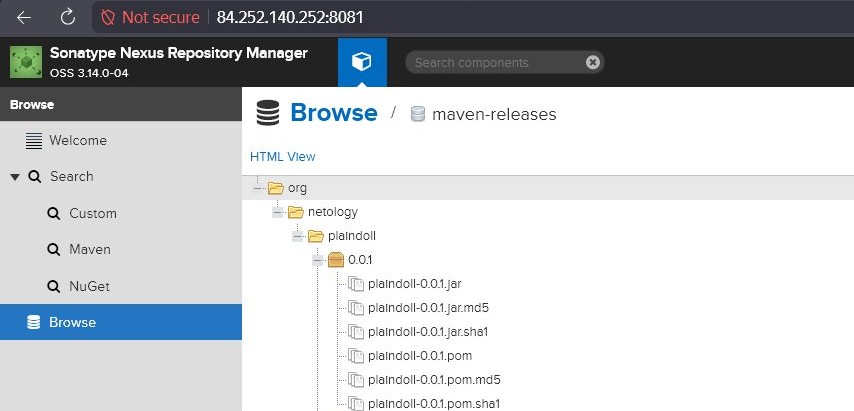 Not secure 84.252.140.252:8081
Sonatype Nexus Repository Manager
OSS 3.14.0-04
Search components
Browse
Welcome
Search
Custom
Maven
NuGet
Browse
Browse / maven-releases
HTML View
org
netology
plaindoll
0.0.1
plaindoll-0.0.1.jar
plaindoll-0.0.1.jar.md5
plaindoll-0.0.1.jar.sha1
plaindoll-0.0.1.pom
plaindoll-0.0.1.pom.md5
plaindoll-0.0.1.pom.sha1